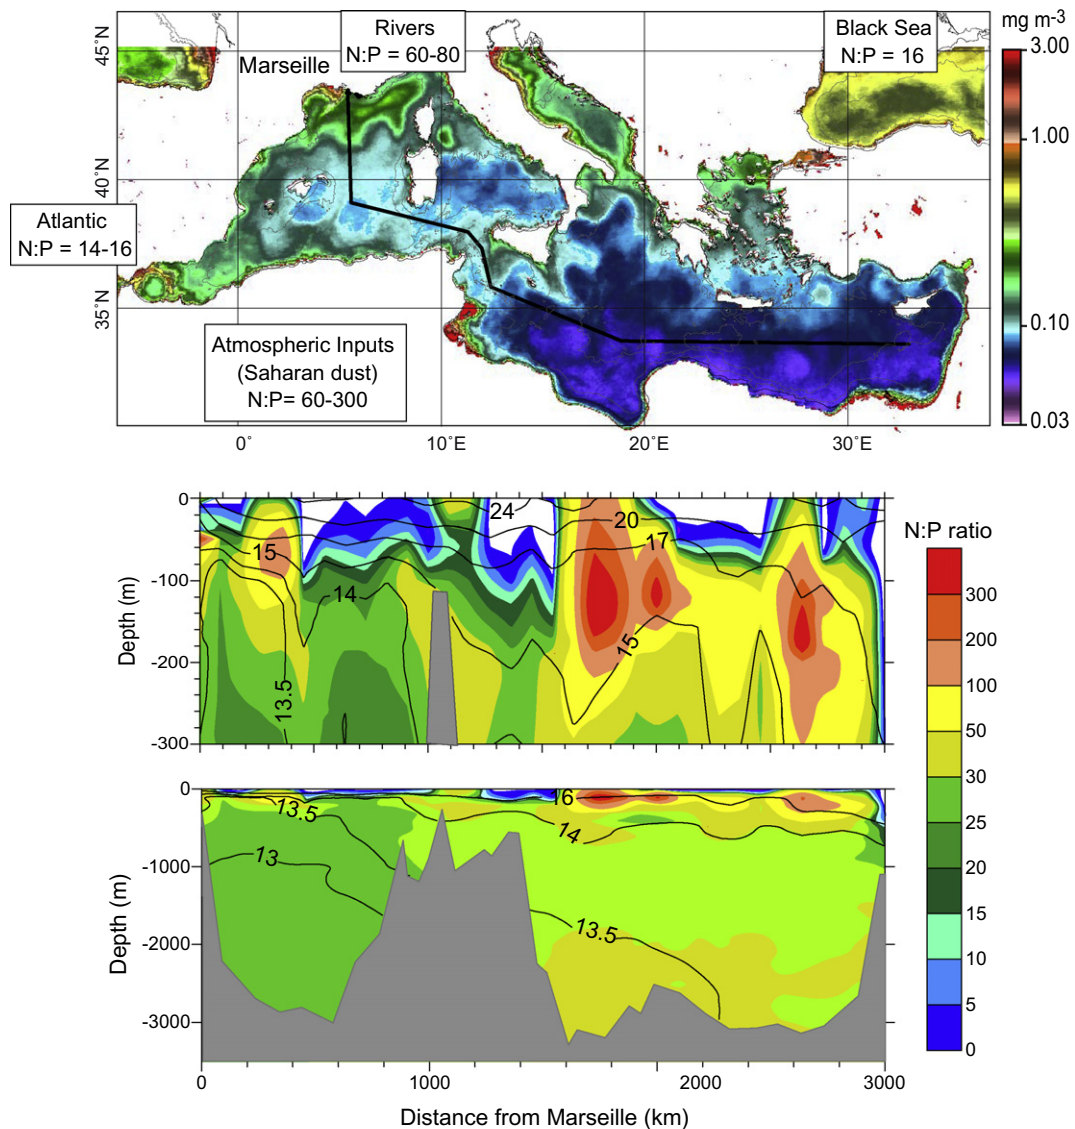 mg m-3
Rivers
N:P = 60-80
Black Sea
N:P = 16
Marseille
Atlantic
N:P = 14-16
Atmospheric Inputs
(Saharan dust)
N:P= 60-300
45°N
40°N
35°N
0°
10°E
20°E
30°E
3.00
1.00
0.10
0.03
Depth (m)
0
-100
-200
-300
24
20
17
15
14
15
13.5
N:P ratio
300
200
100
50
30
25
20
15
10
5
0
Depth (m)
0
-1000
-2000
-3000
16
13.5
14
13
13.5
0
1000
2000
3000
Distance from Marseille (km)